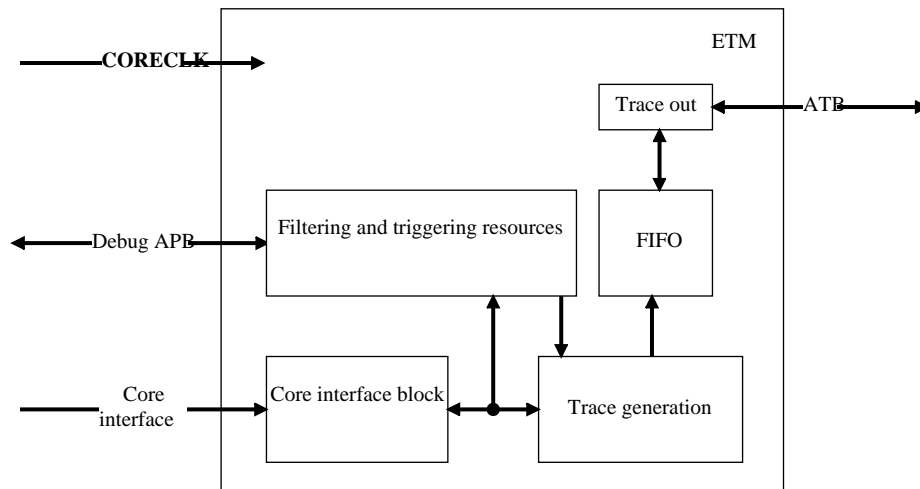 ETM
CORECLK
Trace out
ATB
Filtering and triggering resources
Debug APB
FIFO
Core interface block
Trace generation
Core
interface